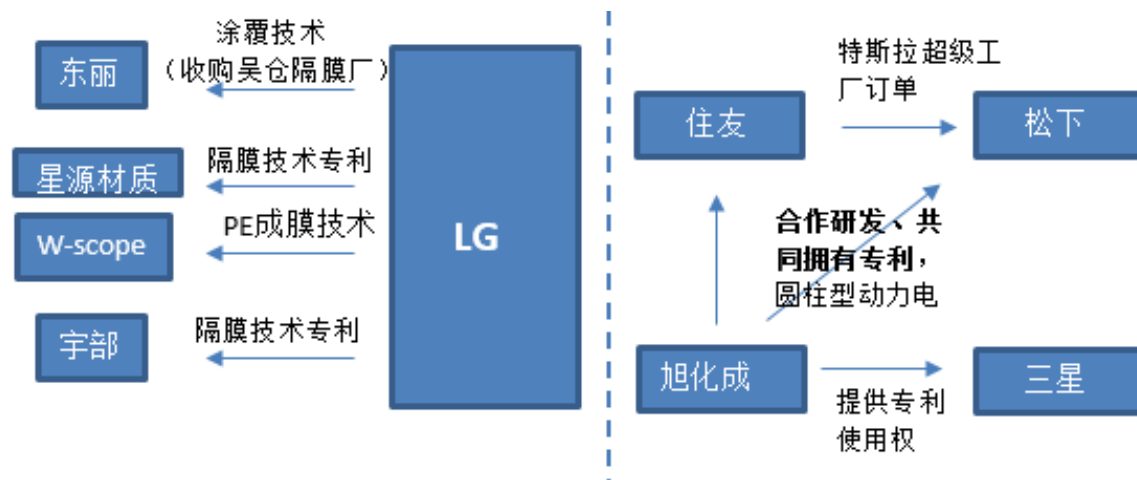 涂覆技术
（收购吴仓隔膜厂）
东丽
隔膜技术专利
星源材质
PE成膜技术
W-scope
LG
隔膜技术专利
宇部
特斯拉超级工
厂订单
住友
松下
合作研发、共
同拥有专利，
圆柱型动力电
旭化成
三星
提供专利
使用权